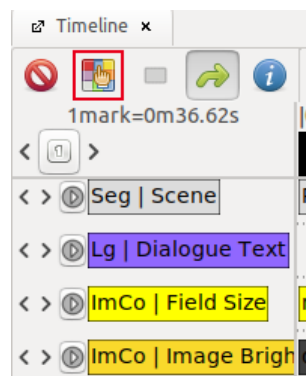 Timeline
1mark=0m36.62s
Seg | Scene
Lg | Dialogue Text
ImCo | Field Size
ImCo | Image Brigh